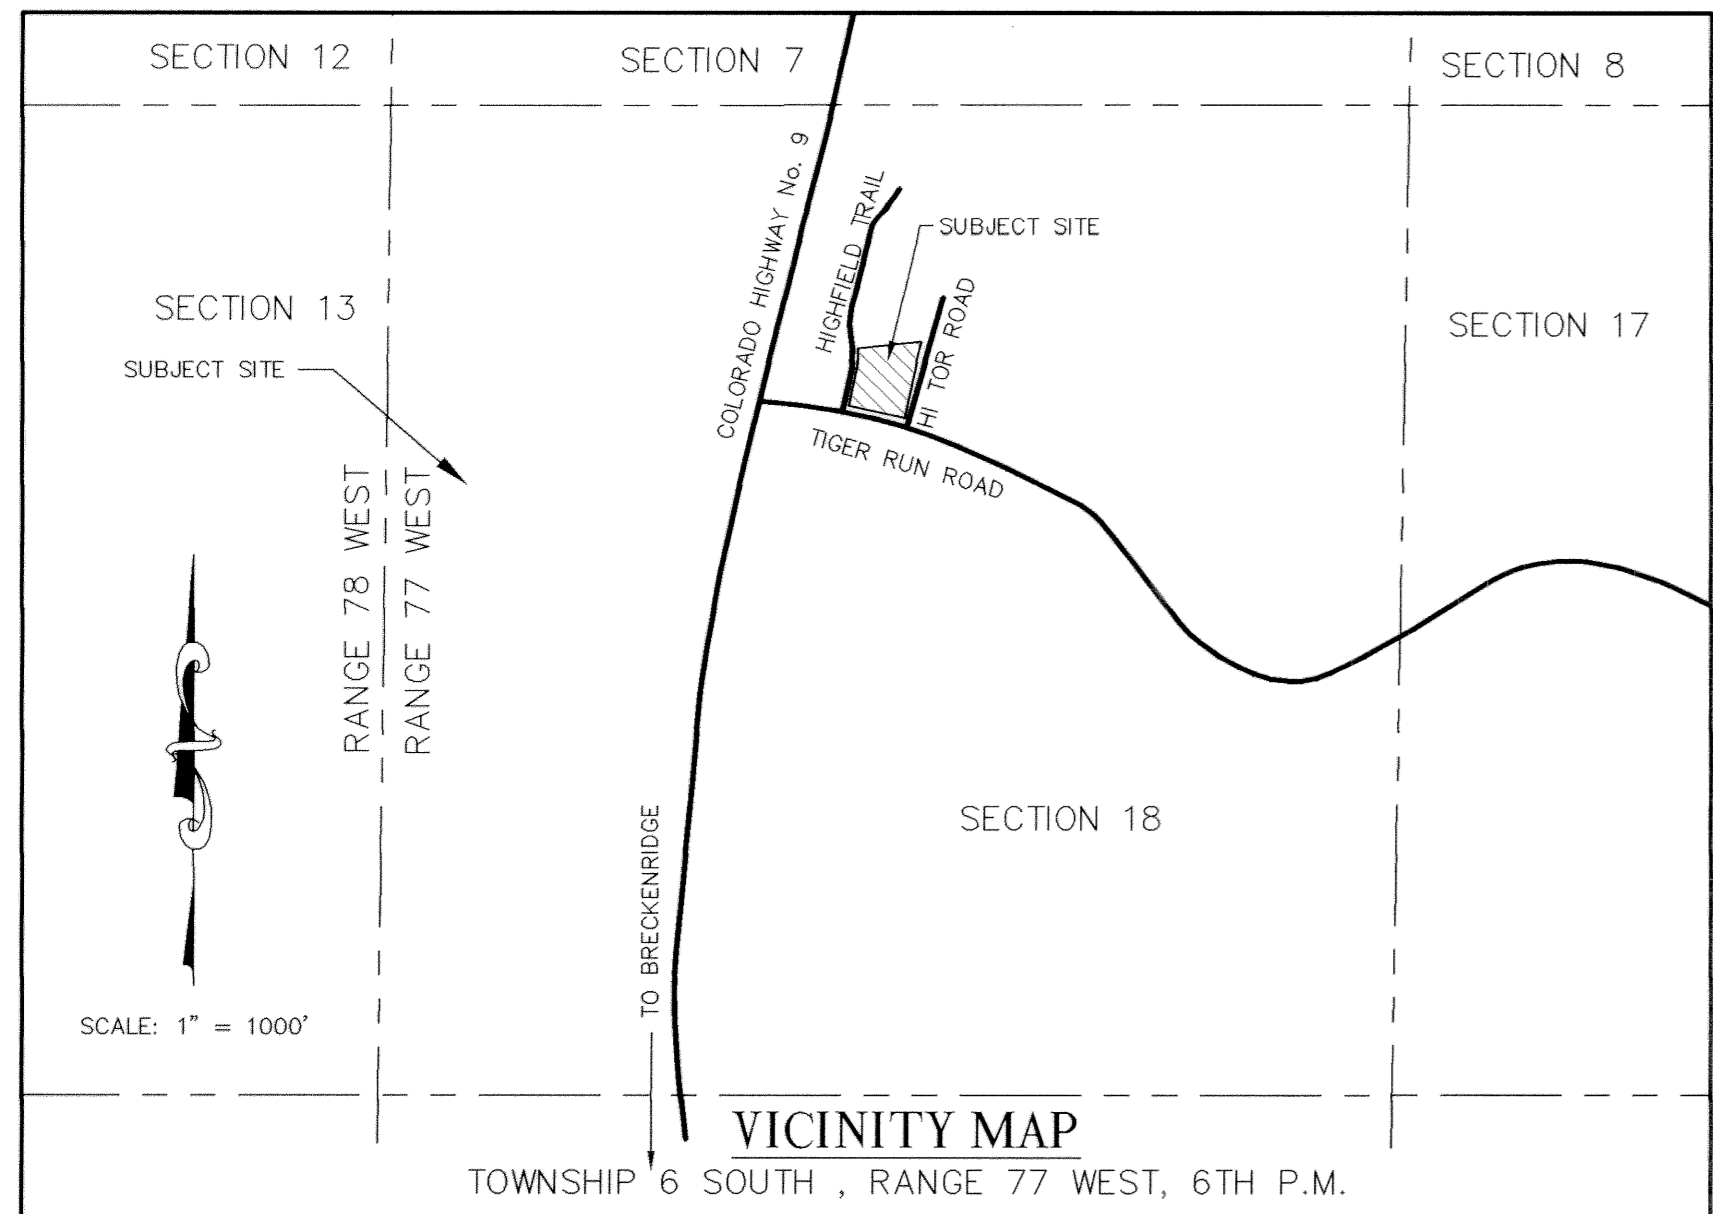 SECTION 12
SECTION 7
SECTION 8
COLORADO HIGHWAY No. 9
HIGHFIELD TRAIL
SUBJECT SITE
HI TOR ROAD
SECTION 13
SECTION 17
SUBJECT SITE
TIGER RUN ROAD
RANGE 78 WEST
RANGE 77 WEST
SECTION 18
TO BRECKENRIDGE
SCALE: 1" = 1000'
VICINITY MAP
TOWNSHIP 6 SOUTH , RANGE 77 WEST, 6TH P.M.